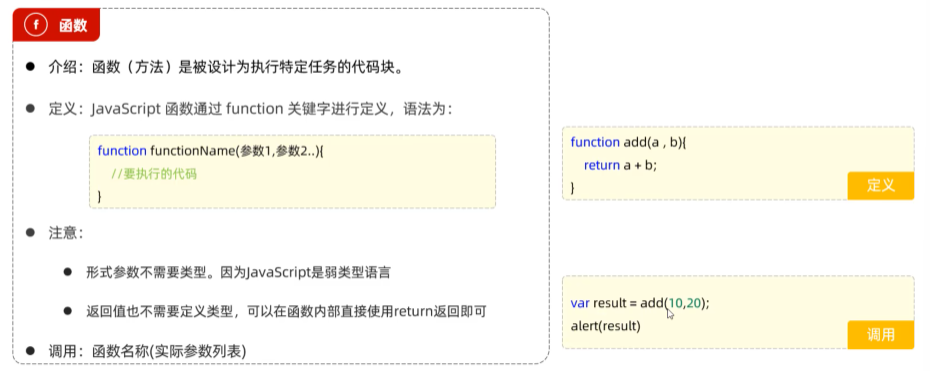 f 函数
● 介绍：函数（方法）是被设计为执行特定任务的代码块。
● 定义：JavaScript 函数通过 function 关键字进行定义，语法为：
function functionName(参数1,参数2..){
//要执行的代码
}
● 注意：
● 形式参数不需要类型。因为JavaScript是弱类型语言
● 返回值也不需要定义类型，可以在函数内部直接使用return返回即可
● 调用：函数名称(实际参数列表)
function add(a , b){
return a + b;
}
定义
var result = add(10,20);
alert(result)
调用